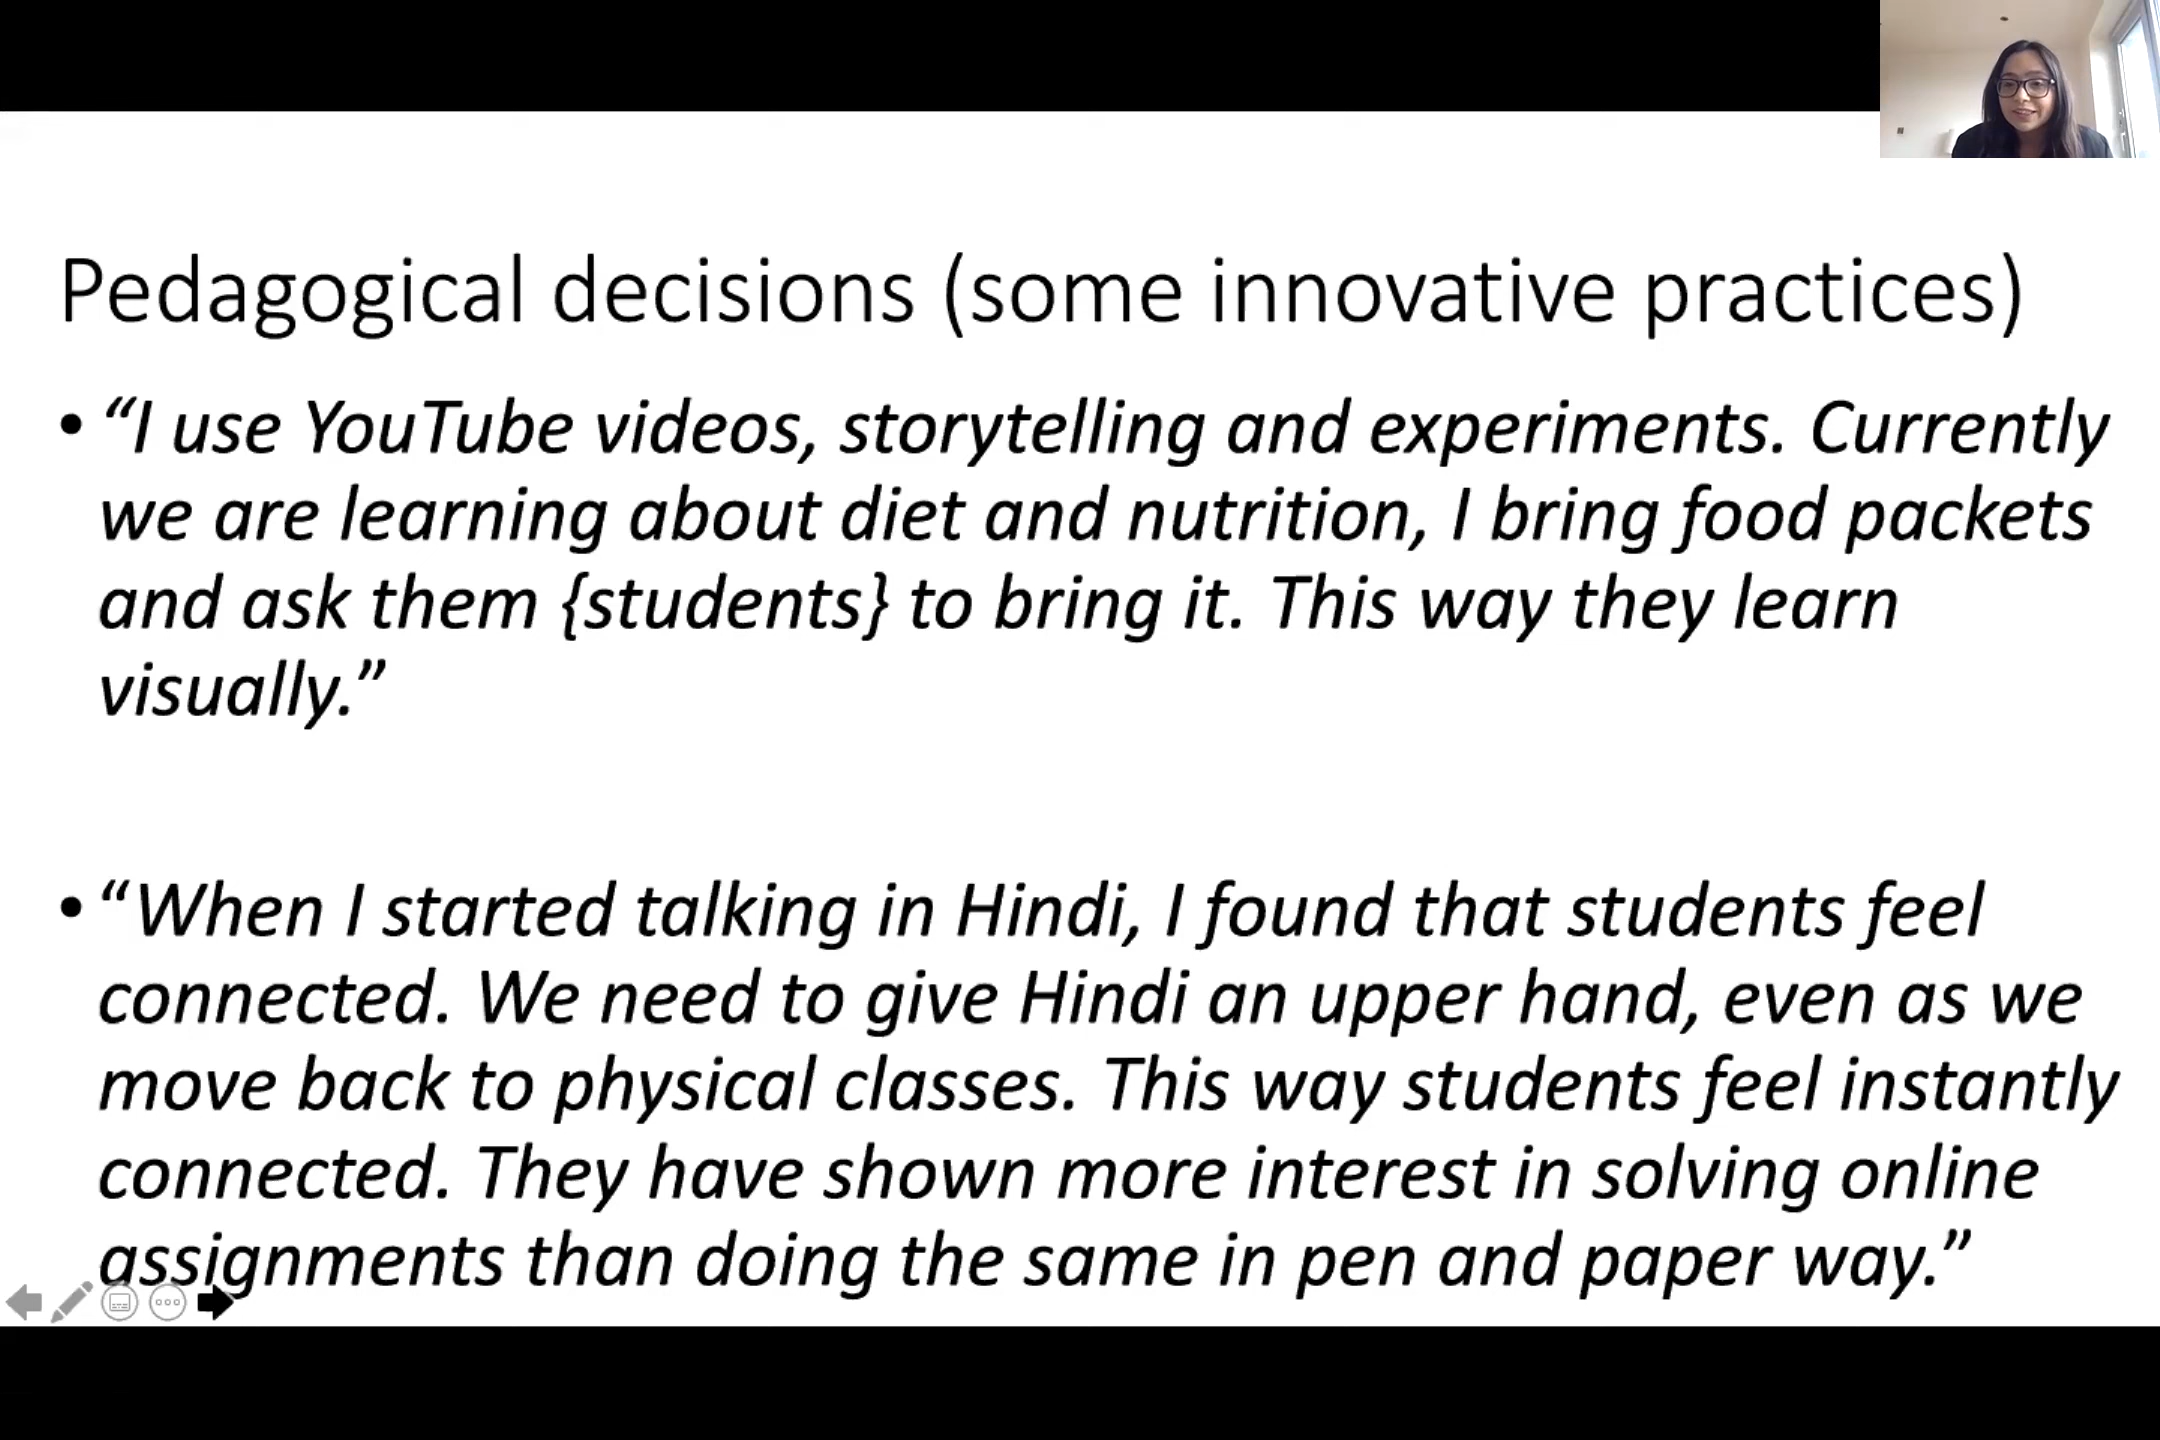 Pedagogical decisions (some innovative practices)
• “I use YouTube videos, storytelling and experiments. Currently
we are learning about diet and nutrition, I bring food packets
and ask them {students} to bring it. This way they learn
visually.”
• “When I started talking in Hindi, I found that students feel
connected. We need to give Hindi an upper hand, even as we
move back to physical classes. This way students feel instantly
connected. They have shown more interest in solving online
assignments than doing the same in pen and paper way.”